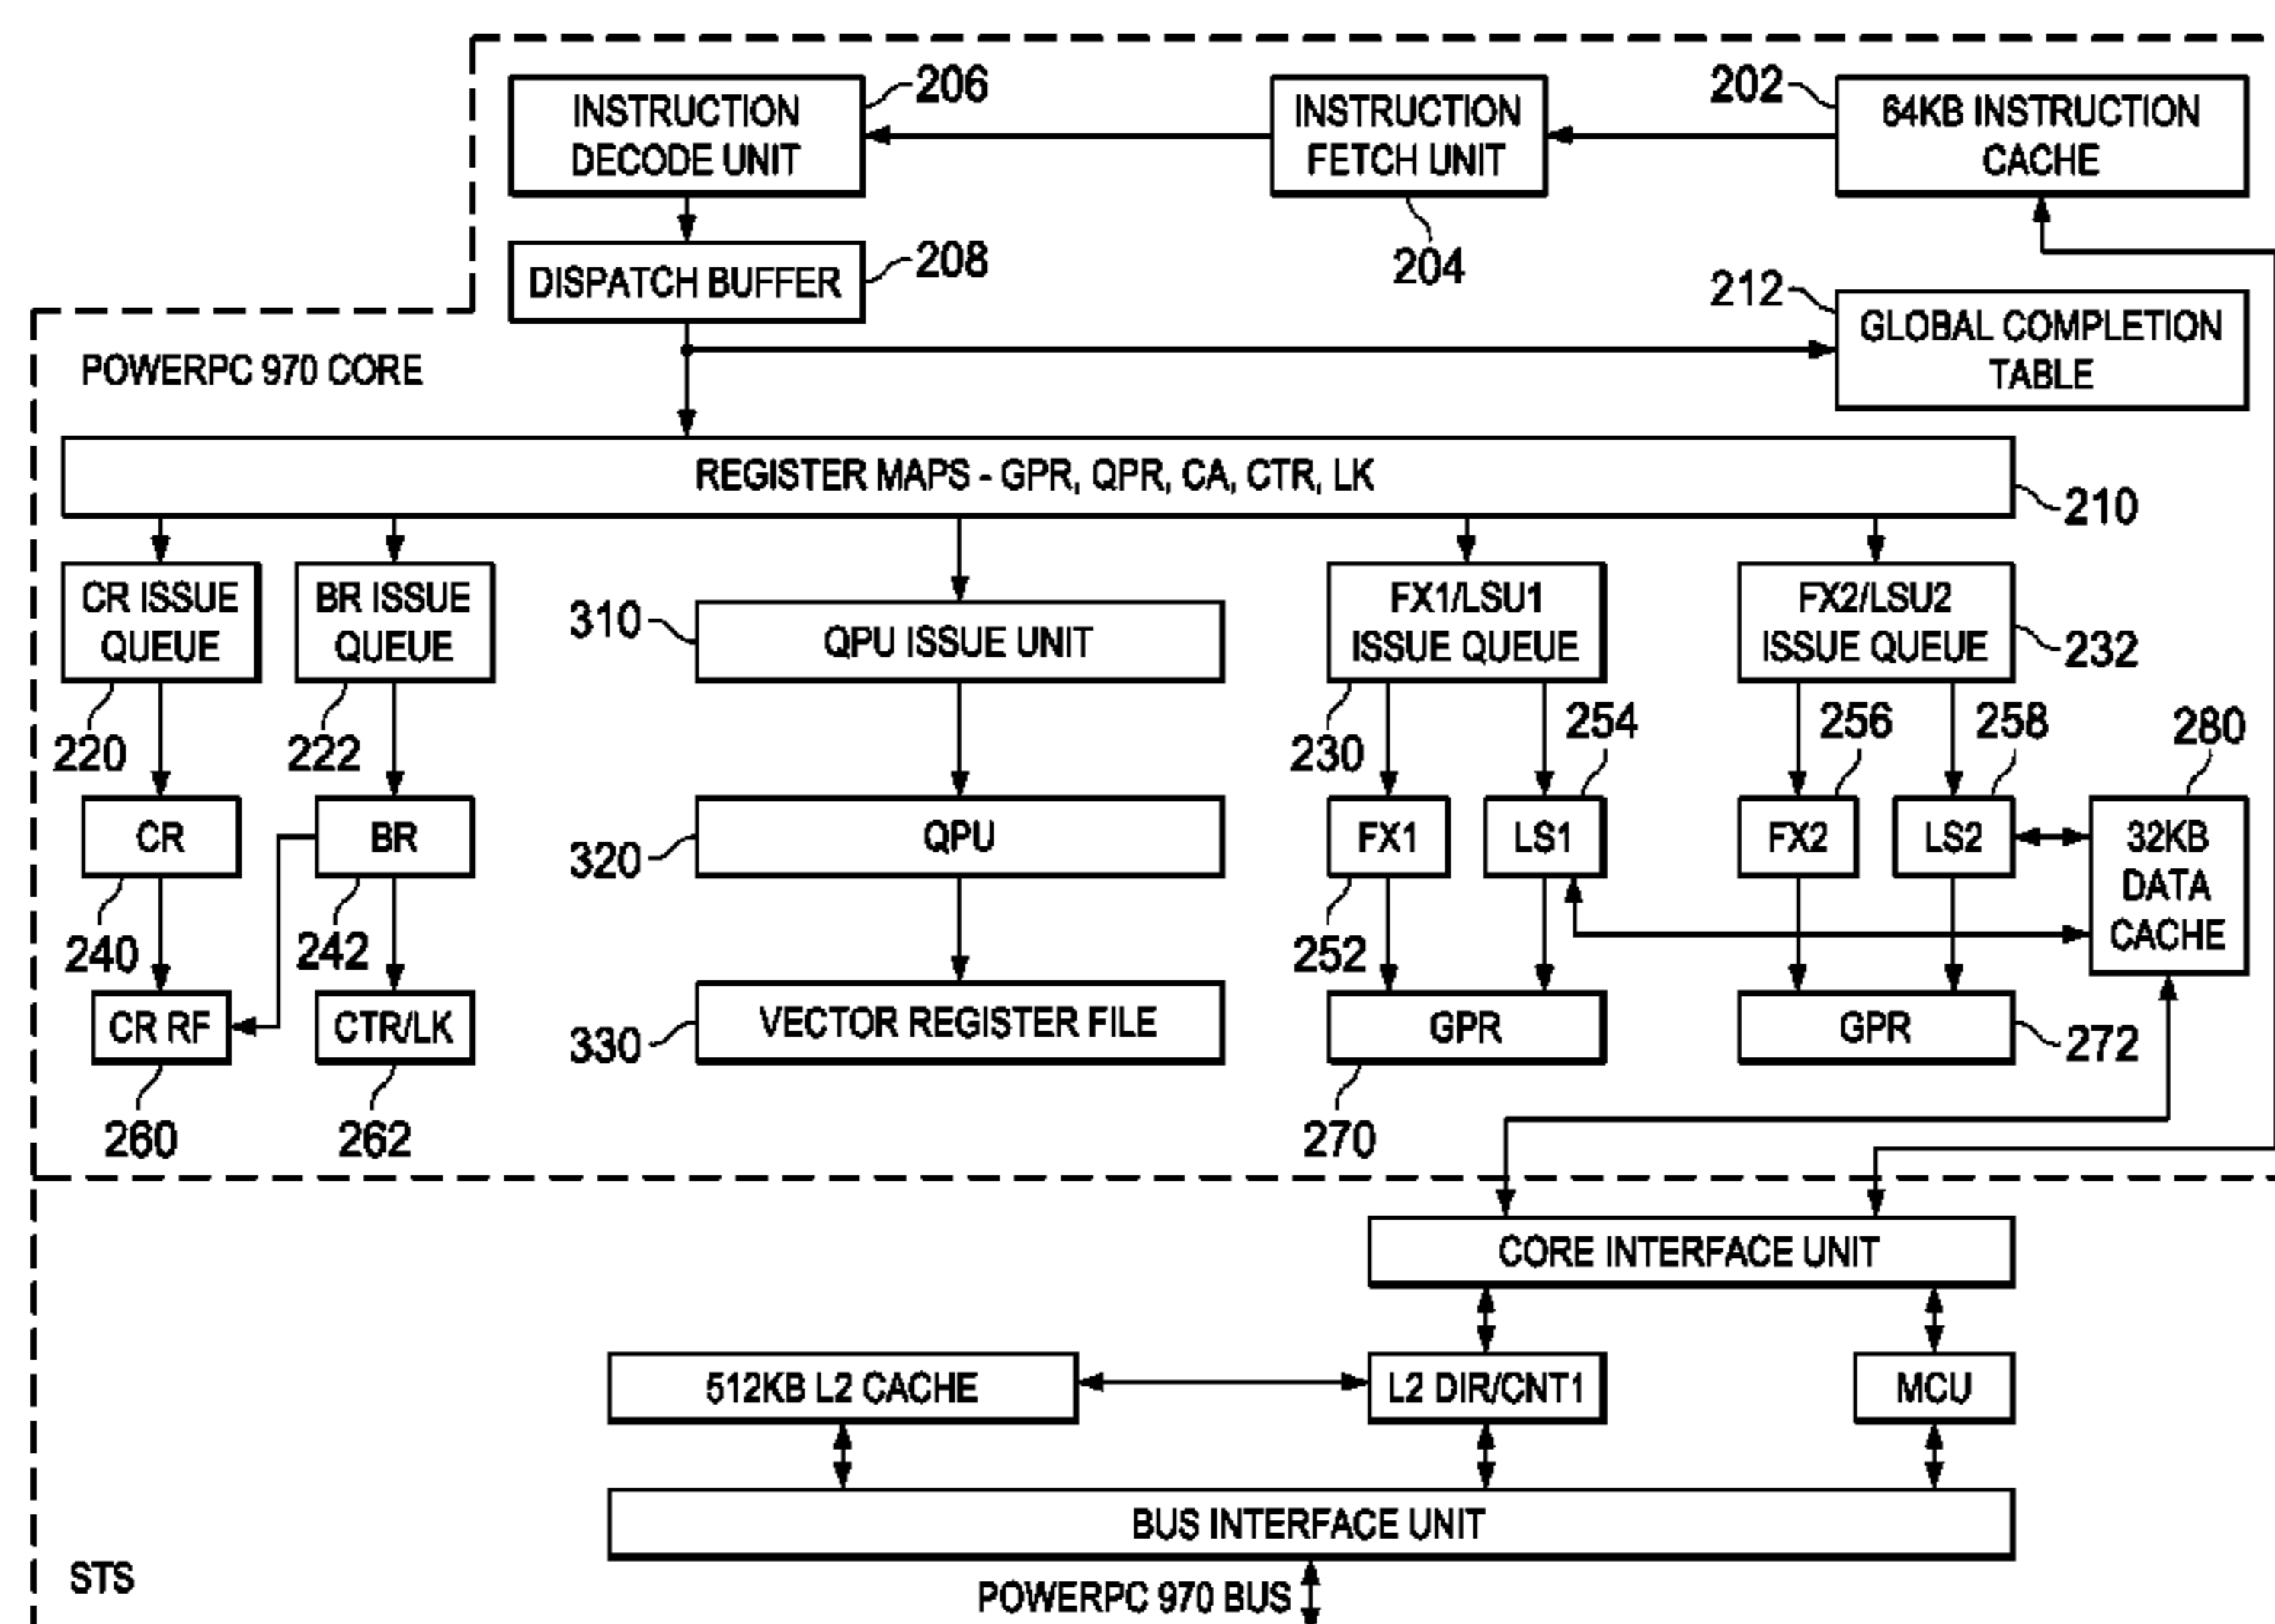 206
INSTRUCTION
DECODE UNIT
INSTRUCTION
FETCH UNIT
204
202
64KB INSTRUCTION
CACHE
DISPATCH BUFFER
208
212
GLOBAL COMPLETION
TABLE
POWERPC 970 CORE
REGISTER MAPS - GPR, QPR, CA, CTR, LK
210
CR ISSUE
QUEUE
220
BR ISSUE
QUEUE
222
310
QPU ISSUE UNIT
FX1/LSU1
ISSUE QUEUE
230
FX2/LSU2
ISSUE QUEUE
232
254
256
258
280
CR
240
BR
242
320
QPU
FX1
252
LS1
FX2
LS2
32KB
DATA
CACHE
CR RF
260
CTR/LK
262
330
VECTOR REGISTER FILE
GPR
270
GPR
272
CORE INTERFACE UNIT
512KB L2 CACHE
L2 DIR/CNT1
MCU
BUS INTERFACE UNIT
STS
POWERPC 970 BUS